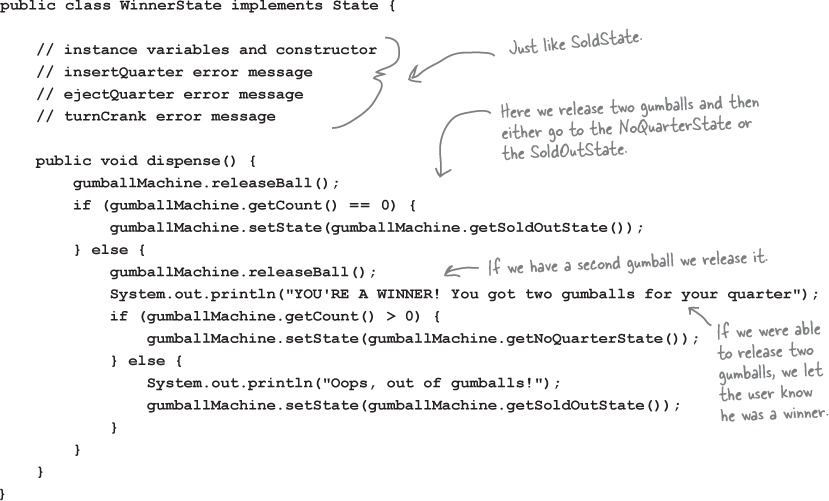 public class WinnerState implements State {
// instance variables and constructor
// insertQuarter error message
// ejectQuarter error message
// turnCrank error message
Just like SoldState.
Here we release two gumballs and then
either go to the NoQuarterState or
the SoldOutState.
public void dispense() {
gumballMachine.releaseBall();
if (gumballMachine.getCount() == 0) {
gumballMachine.setState(gumballMachine.getSoldOutState());
} else {
gumballMachine.releaseBall();
If we have a second gumball we release it.
System.out.println("YOU'RE A WINNER! You got two gumballs for your quarter");
if (gumballMachine.getCount() > 0) {
gumballMachine.setState(gumballMachine.getNoQuarterState());
} else {
System.out.println("Oops, out of gumballs!");
gumballMachine.setState(gumballMachine.getSoldOutState());
}
}
}
}
If we were able
to release two
gumballs, we let
the user know
he was a winner.